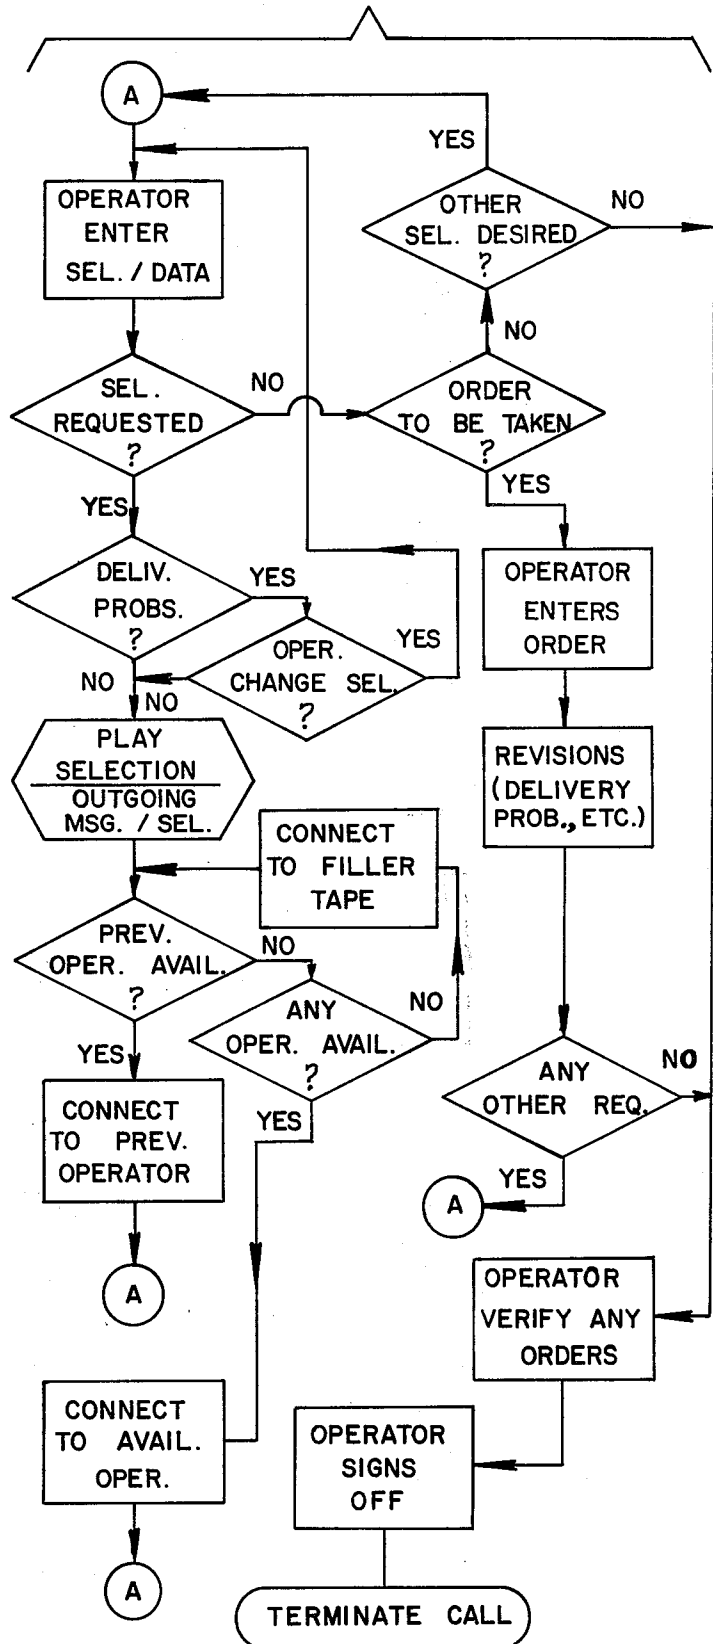 A
OPERATOR
ENTER
SEL. / DATA
SEL.
REQUESTED
?
NO
YES
DELIV.
PROBS.
?
YES
NO
OPER.
CHANGE SEL.
?
YES
NO
PLAY
SELECTION
OUTGOING
MSG. / SEL.
CONNECT
TO FILLER
TAPE
PREV.
OPER. AVAIL.
?
NO
YES
ANY
OPER. AVAIL.
?
NO
YES
CONNECT
TO PREV.
OPERATOR
A
CONNECT
TO AVAIL.
OPER.
A
YES
OTHER
SEL. DESIRED
?
NO
NO
ORDER
TO BE TAKEN
?
YES
OPERATOR
ENTERS
ORDER
REVISIONS
(DELIVERY
PROB., ETC.)
ANY
OTHER REQ.
NO
YES
A
OPERATOR
VERIFY ANY
ORDERS
OPERATOR
SIGNS
OFF
TERMINATE CALL